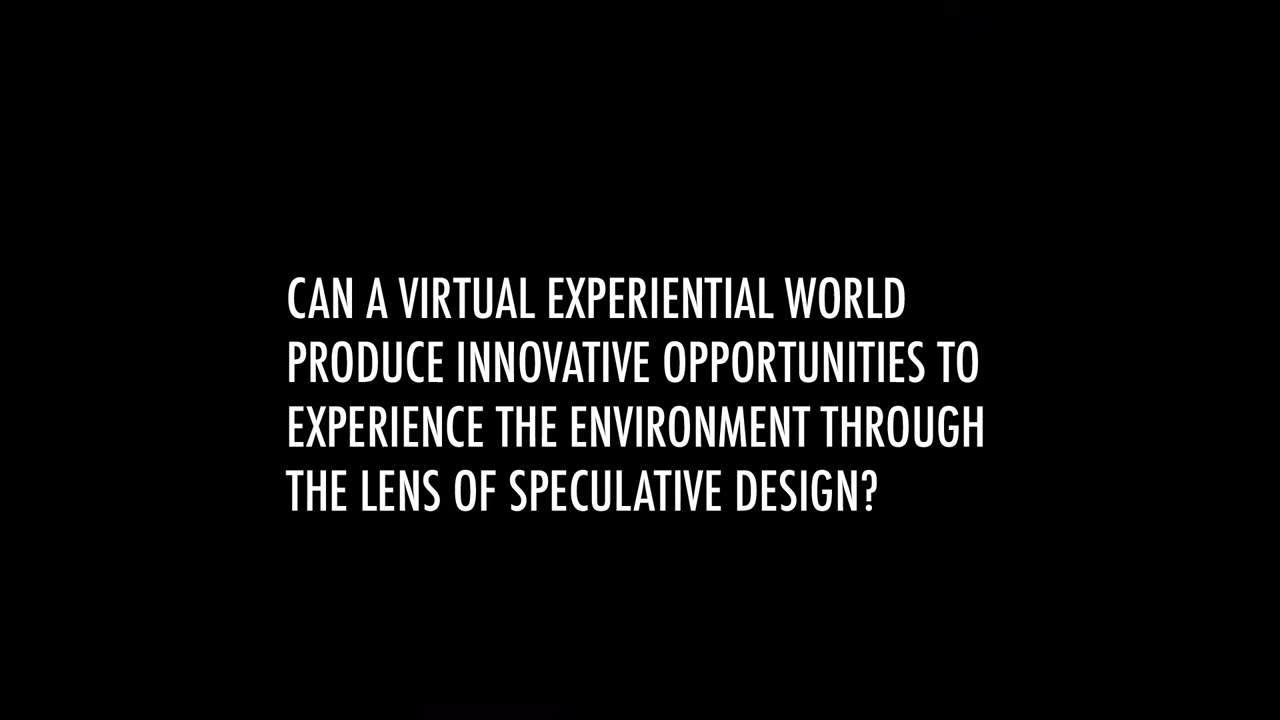 CAN A VIRTUAL EXPERIENTIAL WORLD
PRODUCE INNOVATIVE OPPORTUNITIES TO
EXPERIENCE THE ENVIRONMENT THROUGH
THE LENS OF SPECULATIVE DESIGN?